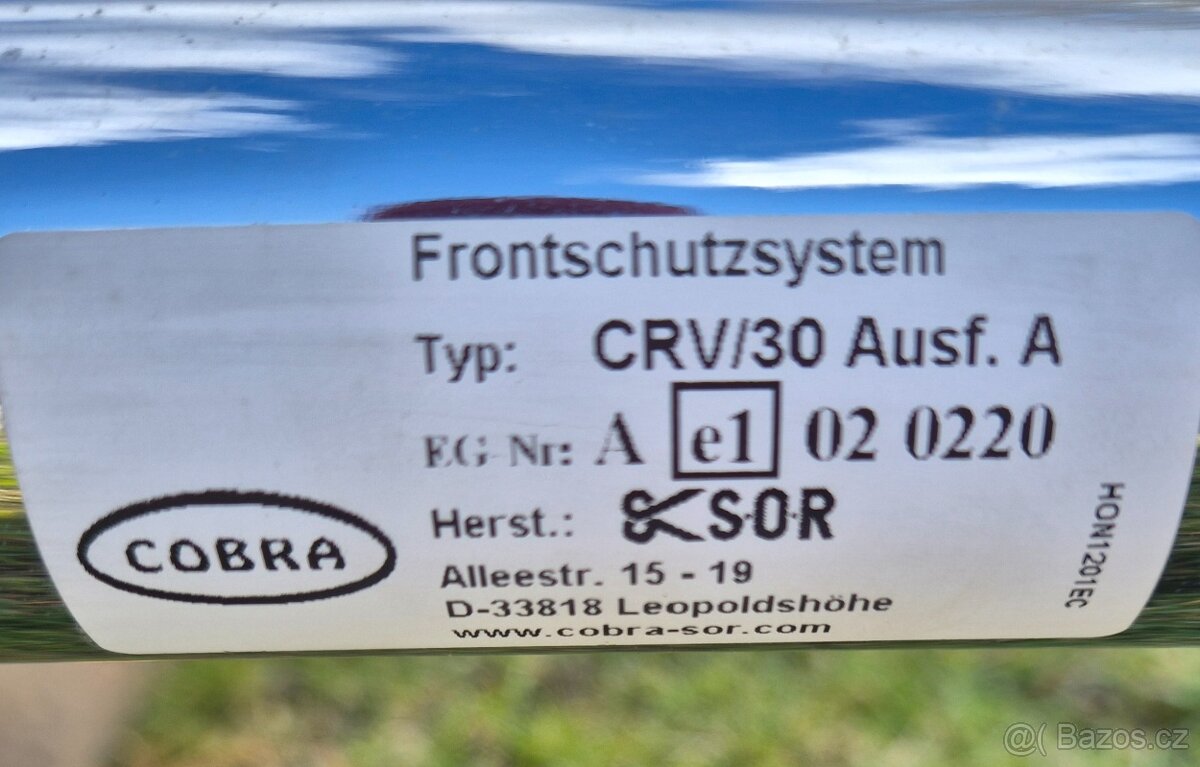 Frontschutzsystem
Typ: CRV/30 Ausf. A
EG-Nr: A e1 02 0220
Herst.: S·O·R
Alleestr. 15 - 19
D-33818 Leopoldshöhe
www.cobra-sor.com
COBRA
HON1201EC
@( Bazos.cz